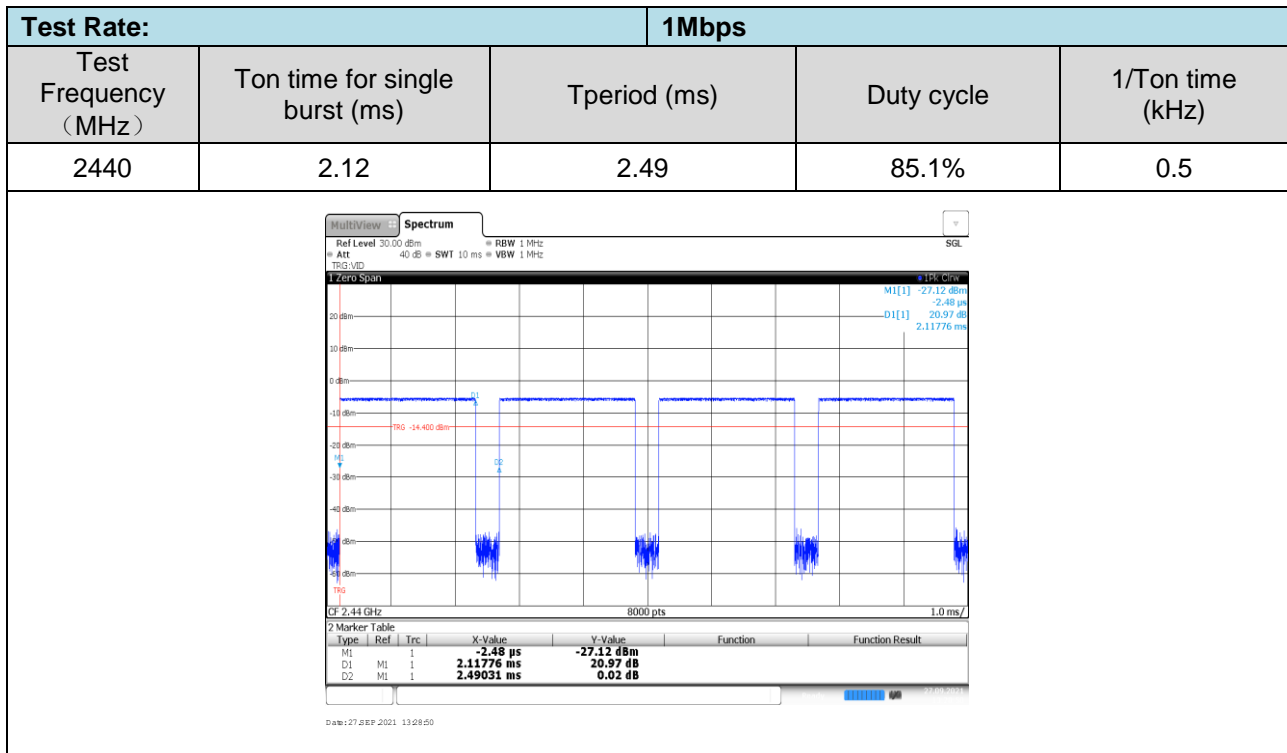 Test Rate: 1Mbps
Test Frequency （MHz） Ton time for single burst (ms) Tperiod (ms) Duty cycle 1/Ton time (kHz)
2440 2.12 2.49 85.1% 0.5
MultiView Spectrum
Ref Level 30.00 dBm RBW 1 MHz SGL
Att 40 dB SWT 10 ms VBW 1 MHz
TRG:VID
1 Zero Span 1Pk Clrw
M1[1] -27.12 dBm
-2.48 µs
20 dBm D1[1] 20.97 dB
2.11776 ms
10 dBm
0 dBm
D1
-10 dBm
TRG -14.400 dBm
-20 dBm
M1 D2
-30 dBm
-40 dBm
dBm
dBm
TRG
CF 2.44 GHz 8000 pts 1.0 ms/
2 Marker Table
Type Ref Trc X-Value Y-Value Function Function Result
M1 1 -2.48 µs -27.12 dBm
D1 M1 1 2.11776 ms 20.97 dB
D2 M1 1 2.49031 ms 0.02 dB
27.09.2021
Date: 27.SEP.2021 13:28:50